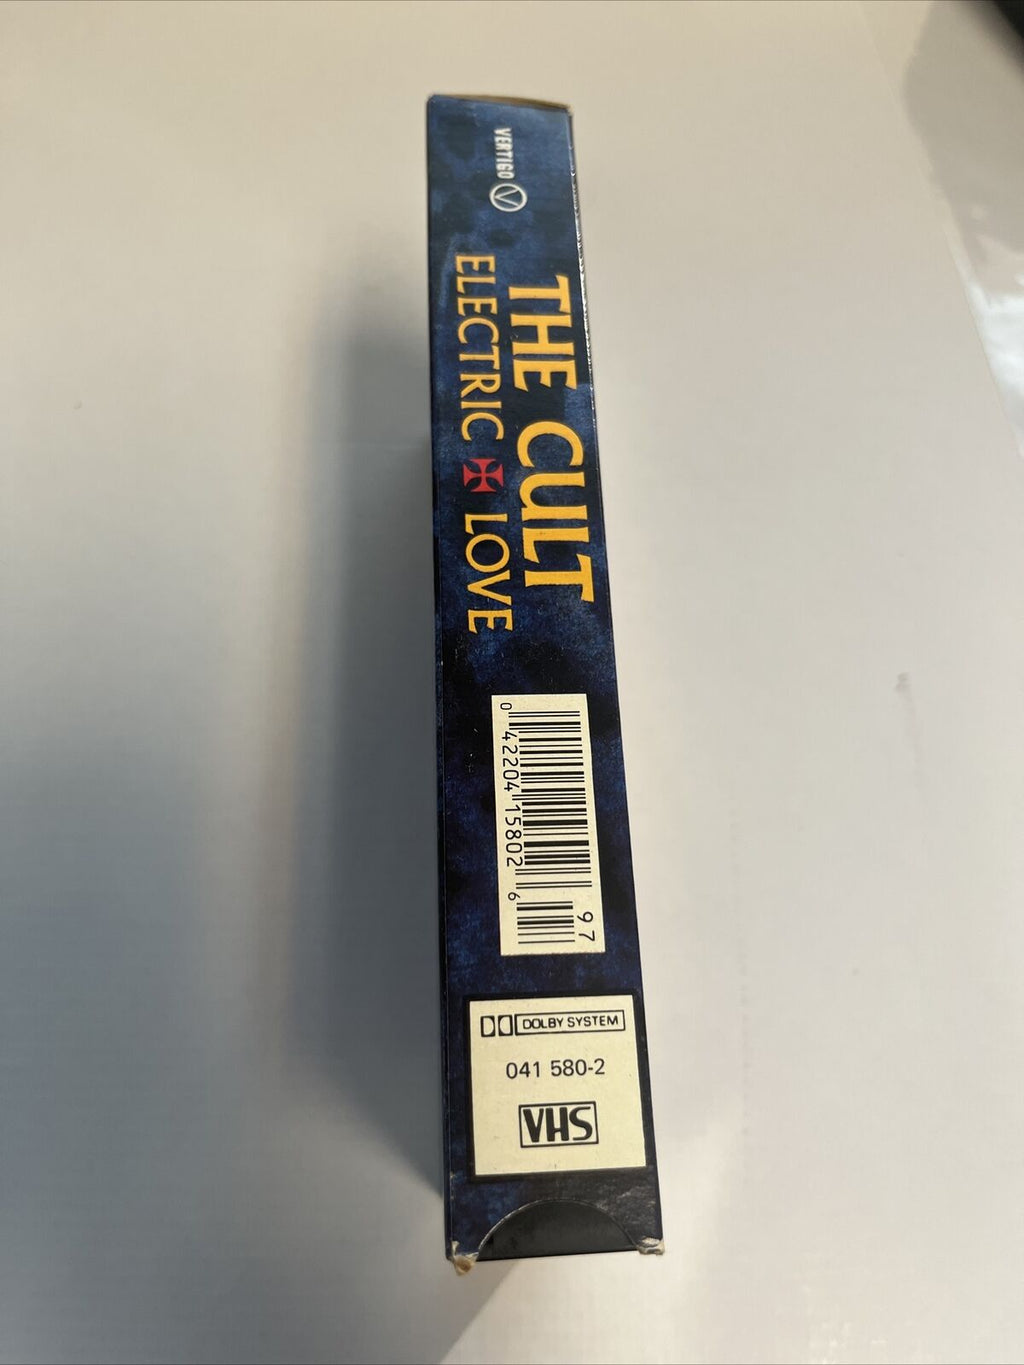 VERTIGO
THE CULT
ELECTRIC ✠ LOVE
0 42204 15802 6
97
DOLBY SYSTEM
041 580-2
VHS